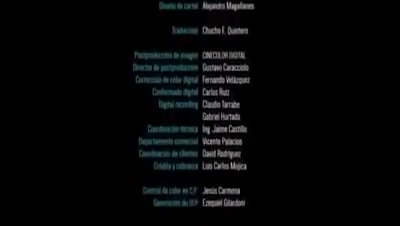 Diseño de cartel Alejandro Magallanes
Traducción Chucho E. Quintero
Postproducción de imagen CINECOLOR DIGITAL
Director de postproducción Gustavo Caracciolo
Corrección de color digital Fernando Velázquez
Conformado digital Carlos Ruiz
Digital recording Claudio Tarrabe
Gabriel Hurtado
Coordinación técnica Ing. Jaime Castillo
Departamento comercial Vicente Palacios
Coordinación de clientes David Rodríguez
Crédito y cobranza Luis Carlos Mojica
Control de color en C.F. Jesús Carmona
Generación de DCP Ezequiel Gilardoni